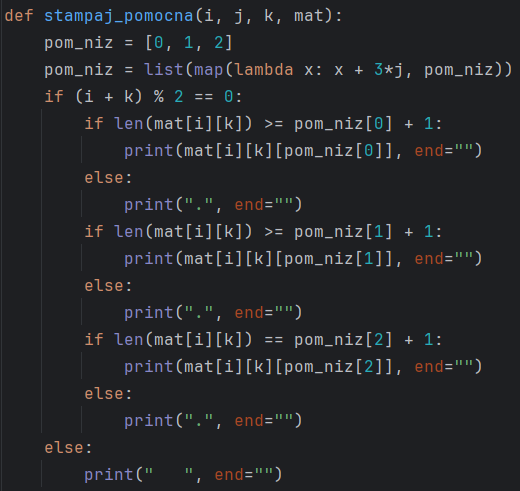 def stampaj_pomocna(i, j, k, mat):
    pom_niz = [0, 1, 2]
    pom_niz = list(map(lambda x: x + 3*j, pom_niz))
    if (i + k) % 2 == 0:
        if len(mat[i][k]) >= pom_niz[0] + 1:
            print(mat[i][k][pom_niz[0]], end="")
        else:
            print(".", end="")
        if len(mat[i][k]) >= pom_niz[1] + 1:
            print(mat[i][k][pom_niz[1]], end="")
        else:
            print(".", end="")
        if len(mat[i][k]) == pom_niz[2] + 1:
            print(mat[i][k][pom_niz[2]], end="")
        else:
            print(".", end="")
    else:
        print("   ", end="")